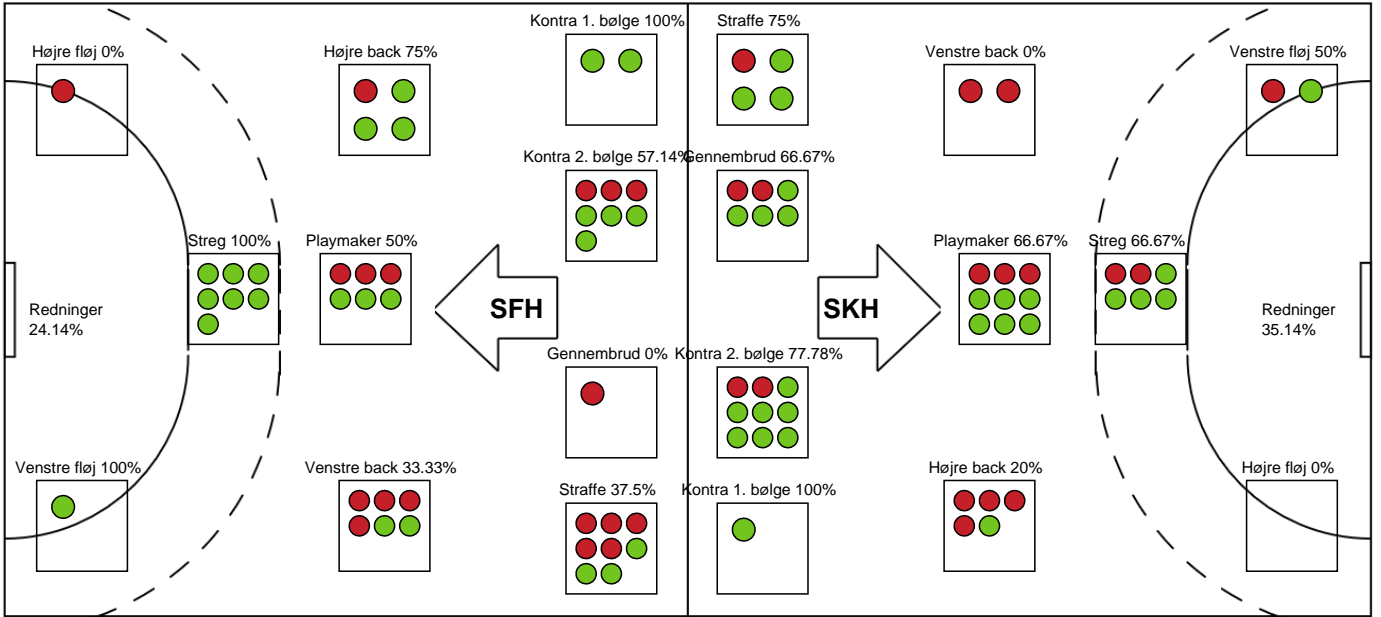 Kontra 1. bølge 100%
Straffe 75%
Højre fløj 0%
Højre back 75%
Venstre back 0%
Venstre fløj 50%
Kontra 2. bølge 57.14%
Gennembrud 66.67%
Streg 100%
Playmaker 50%
Playmaker 66.67%
Streg 66.67%
Redninger
24.14%
SFH
SKH
Redninger
35.14%
Gennembrud 0%
Kontra 2. bølge 77.78%
Venstre fløj 100%
Venstre back 33.33%
Højre back 20%
Højre fløj 0%
Straffe 37.5%
Kontra 1. bølge 100%